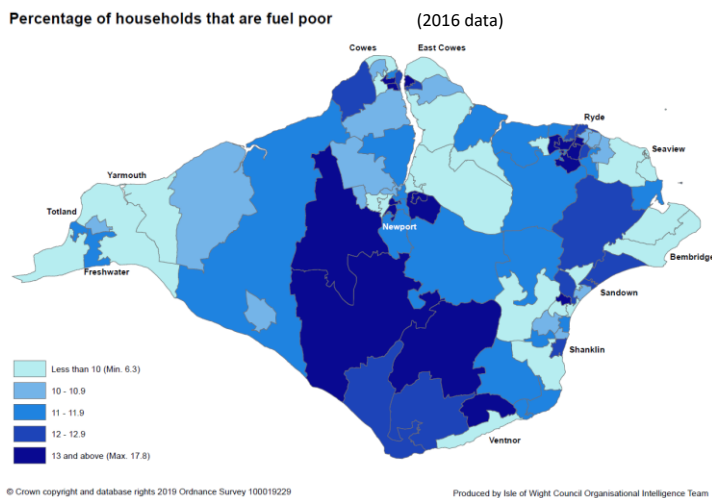 Percentage of households that are fuel poor (2016 data)
Cowes East Cowes
Ryde
Seaview
Yarmouth
Totland
Newport
Bembridge
Freshwater
Sandown
Shanklin
Less than 10 (Min. 6.3)
10 - 10.9
11 - 11.9
12 - 12.9
Ventnor
13 and above (Max. 17.8)
© Crown copyright and database rights 2019 Ordnance Survey 100019229 Produced by Isle of Wight Council Organisational Intelligence Team